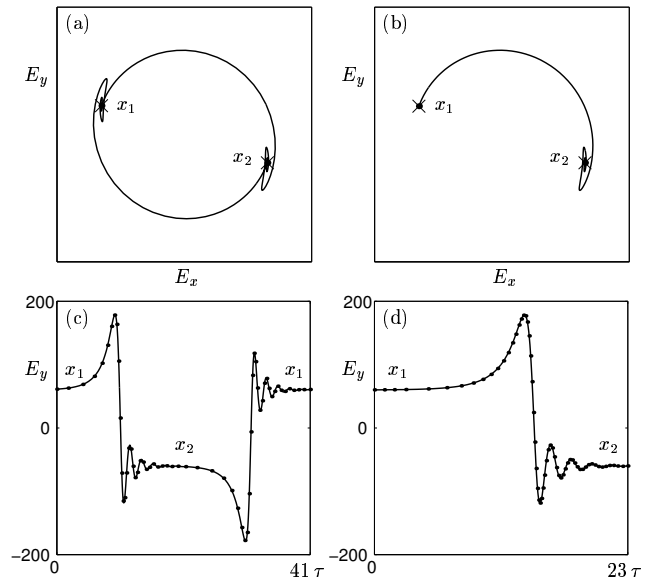 (a)
E_y
x_1
x_2
E_x
(b)
E_y
x_1
x_2
E_x
200
(c)
E_y
x_1
x_1
0
x_2
−200
0
41 τ
200
(d)
E_y
x_1
0
x_2
−200
0
23 τ